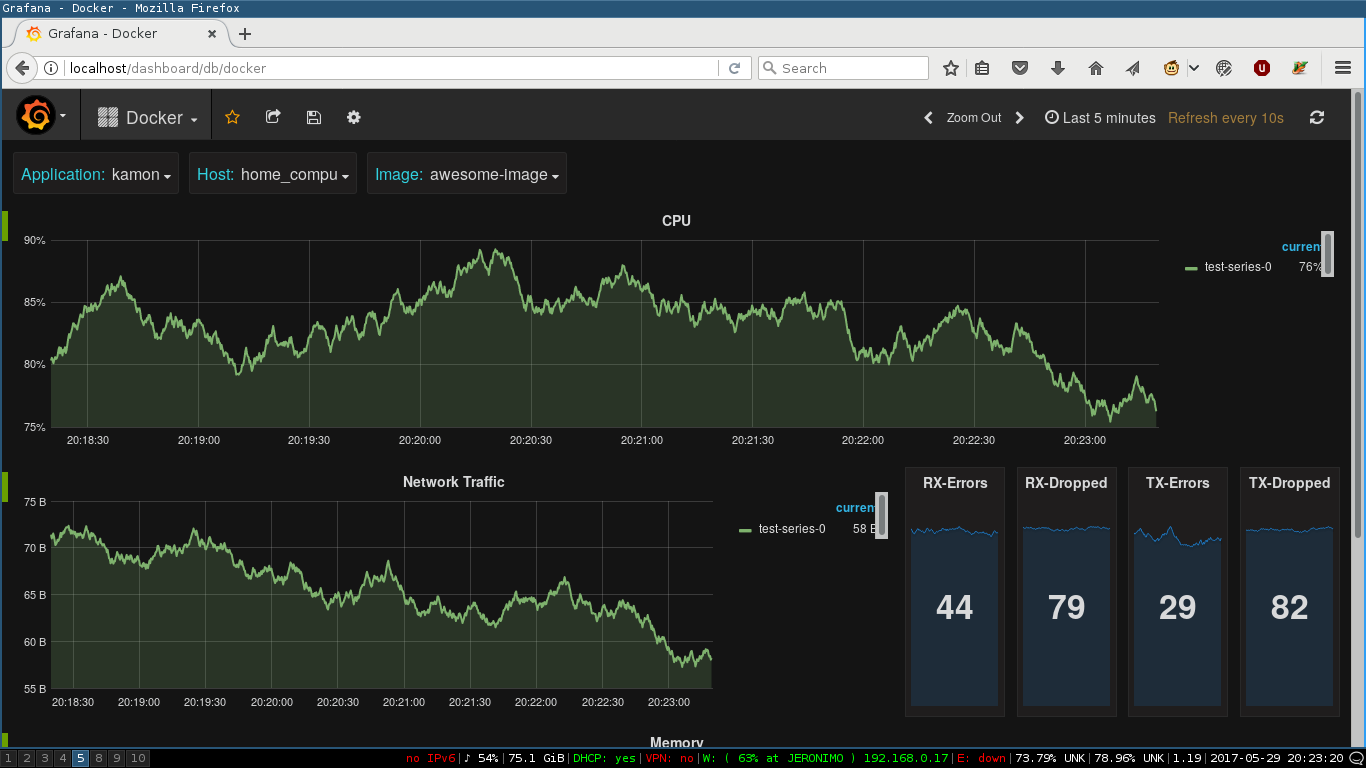 Grafana - Docker - Mozilla Firefox
Grafana - Docker
localhost/dashboard/db/docker
Search
Docker
Zoom Out
Last 5 minutes
Refresh every 10s
Application: kamon
Host: home_compu
Image: awesome-image
CPU
90%
85%
80%
75%
20:18:30 20:19:00 20:19:30 20:20:00 20:20:30 20:21:00 20:21:30 20:22:00 20:22:30 20:23:00
current
test-series-0 76%
Network Traffic
75 B
70 B
65 B
60 B
55 B
20:18:30 20:19:00 20:19:30 20:20:00 20:20:30 20:21:00 20:21:30 20:22:00 20:22:30 20:23:00
current
test-series-0 58 B
RX-Errors
44
RX-Dropped
79
TX-Errors
29
TX-Dropped
82
Memory
1 2 3 4 5 8 9 10
no IPv6|♪ 54%|75.1 GiB|DHCP: yes|VPN: no|W: ( 63% at JERONIMO ) 192.168.0.17|E: down|73.79% UNK|78.96% UNK|1.19|2017-05-29 20:23:20